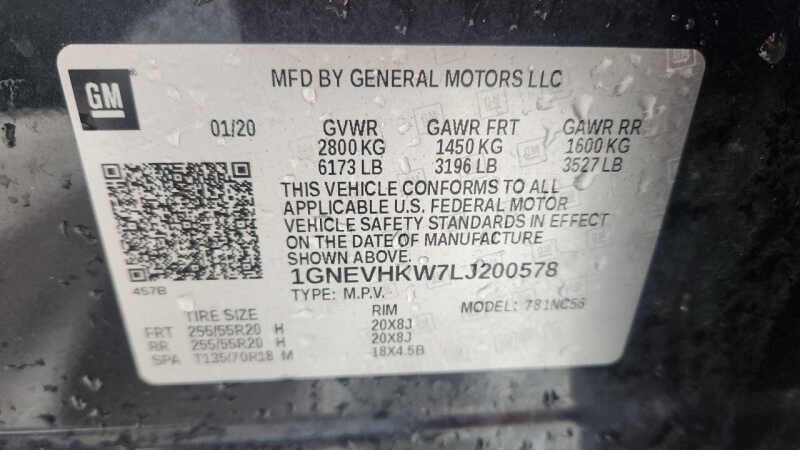 GM
MFD BY GENERAL MOTORS LLC
01/20 GVWR GAWR FRT GAWR RR
2800 KG 1450 KG 1600 KG
6173 LB 3196 LB 3527 LB
THIS VEHICLE CONFORMS TO ALL
APPLICABLE U.S. FEDERAL MOTOR
VEHICLE SAFETY STANDARDS IN EFFECT
ON THE DATE OF MANUFACTURE
SHOWN ABOVE.
457B
1GNEVHKW7LJ200578
TYPE: M.P.V. MODEL: 781NC56
TIRE SIZE RIM
FRT 255/55R20 H 20X8J
RR 255/55R20 H 20X8J
SPA T135/70R18 M 18X4.5B